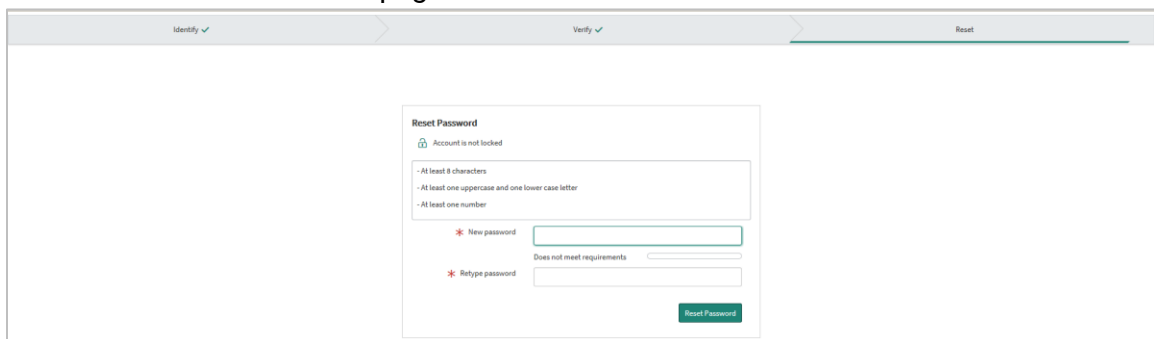 pag
Identify ✓
Verify ✓
Reset
Reset Password
Account is not locked
- At least 8 characters
- At least one uppercase and one lower case letter
- At least one number
* New password
Does not meet requirements
* Retype password
Reset Password